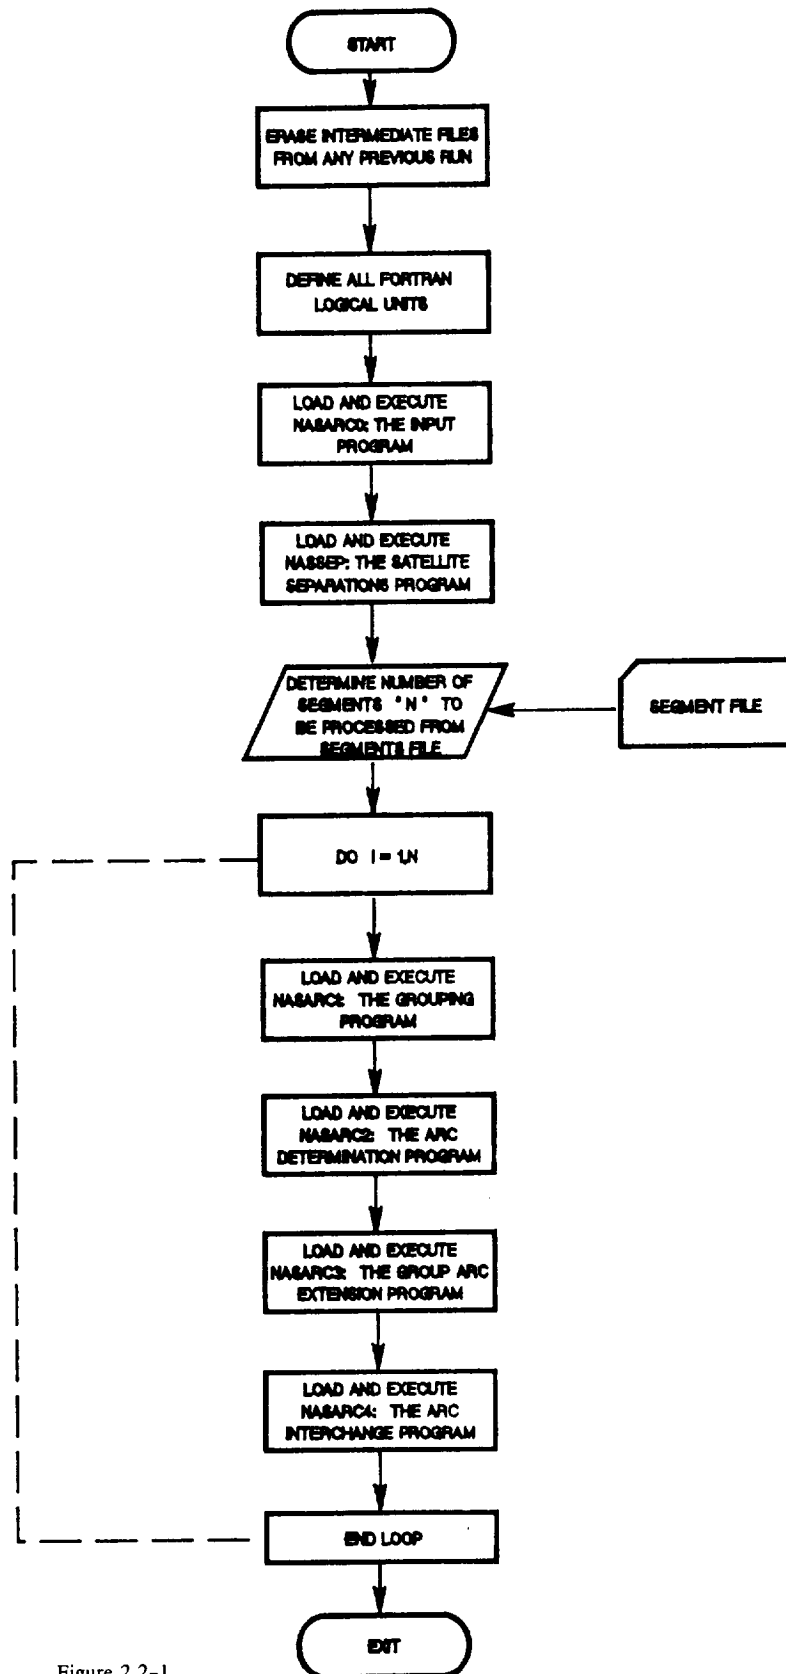 START
ERASE INTERMEDIATE FILES
FROM ANY PREVIOUS RUN
DEFINE ALL FORTRAN
LOGICAL UNITS
LOAD AND EXECUTE
NASARC0: THE INPUT
PROGRAM
LOAD AND EXECUTE
NASSEP: THE SATELLITE
SEPARATIONS PROGRAM
DETERMINE NUMBER OF
SEGMENTS "N" TO
BE PROCESSED FROM
SEGMENTS FILE
SEGMENT FILE
DO I = 1,N
LOAD AND EXECUTE
NASARC1: THE GROUPING
PROGRAM
LOAD AND EXECUTE
NASARC2: THE ARC
DETERMINATION PROGRAM
LOAD AND EXECUTE
NASARC3: THE GROUP ARC
EXTENSION PROGRAM
LOAD AND EXECUTE
NASARC4: THE ARC
INTERCHANGE PROGRAM
END LOOP
EXIT
Figure 2.2-1